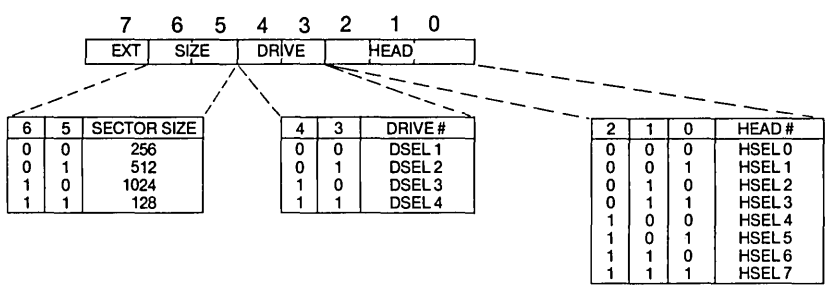 7 6 5 4 3 2 1 0
EXT SIZE DRIVE HEAD
6 5 SECTOR SIZE
0 0 256
0 1 512
1 0 1024
1 1 128
4 3 DRIVE #
0 0 DSEL 1
0 1 DSEL 2
1 0 DSEL 3
1 1 DSEL 4
2 1 0 HEAD #
0 0 0 HSEL 0
0 0 1 HSEL 1
0 1 0 HSEL 2
0 1 1 HSEL 3
1 0 0 HSEL 4
1 0 1 HSEL 5
1 1 0 HSEL 6
1 1 1 HSEL 7